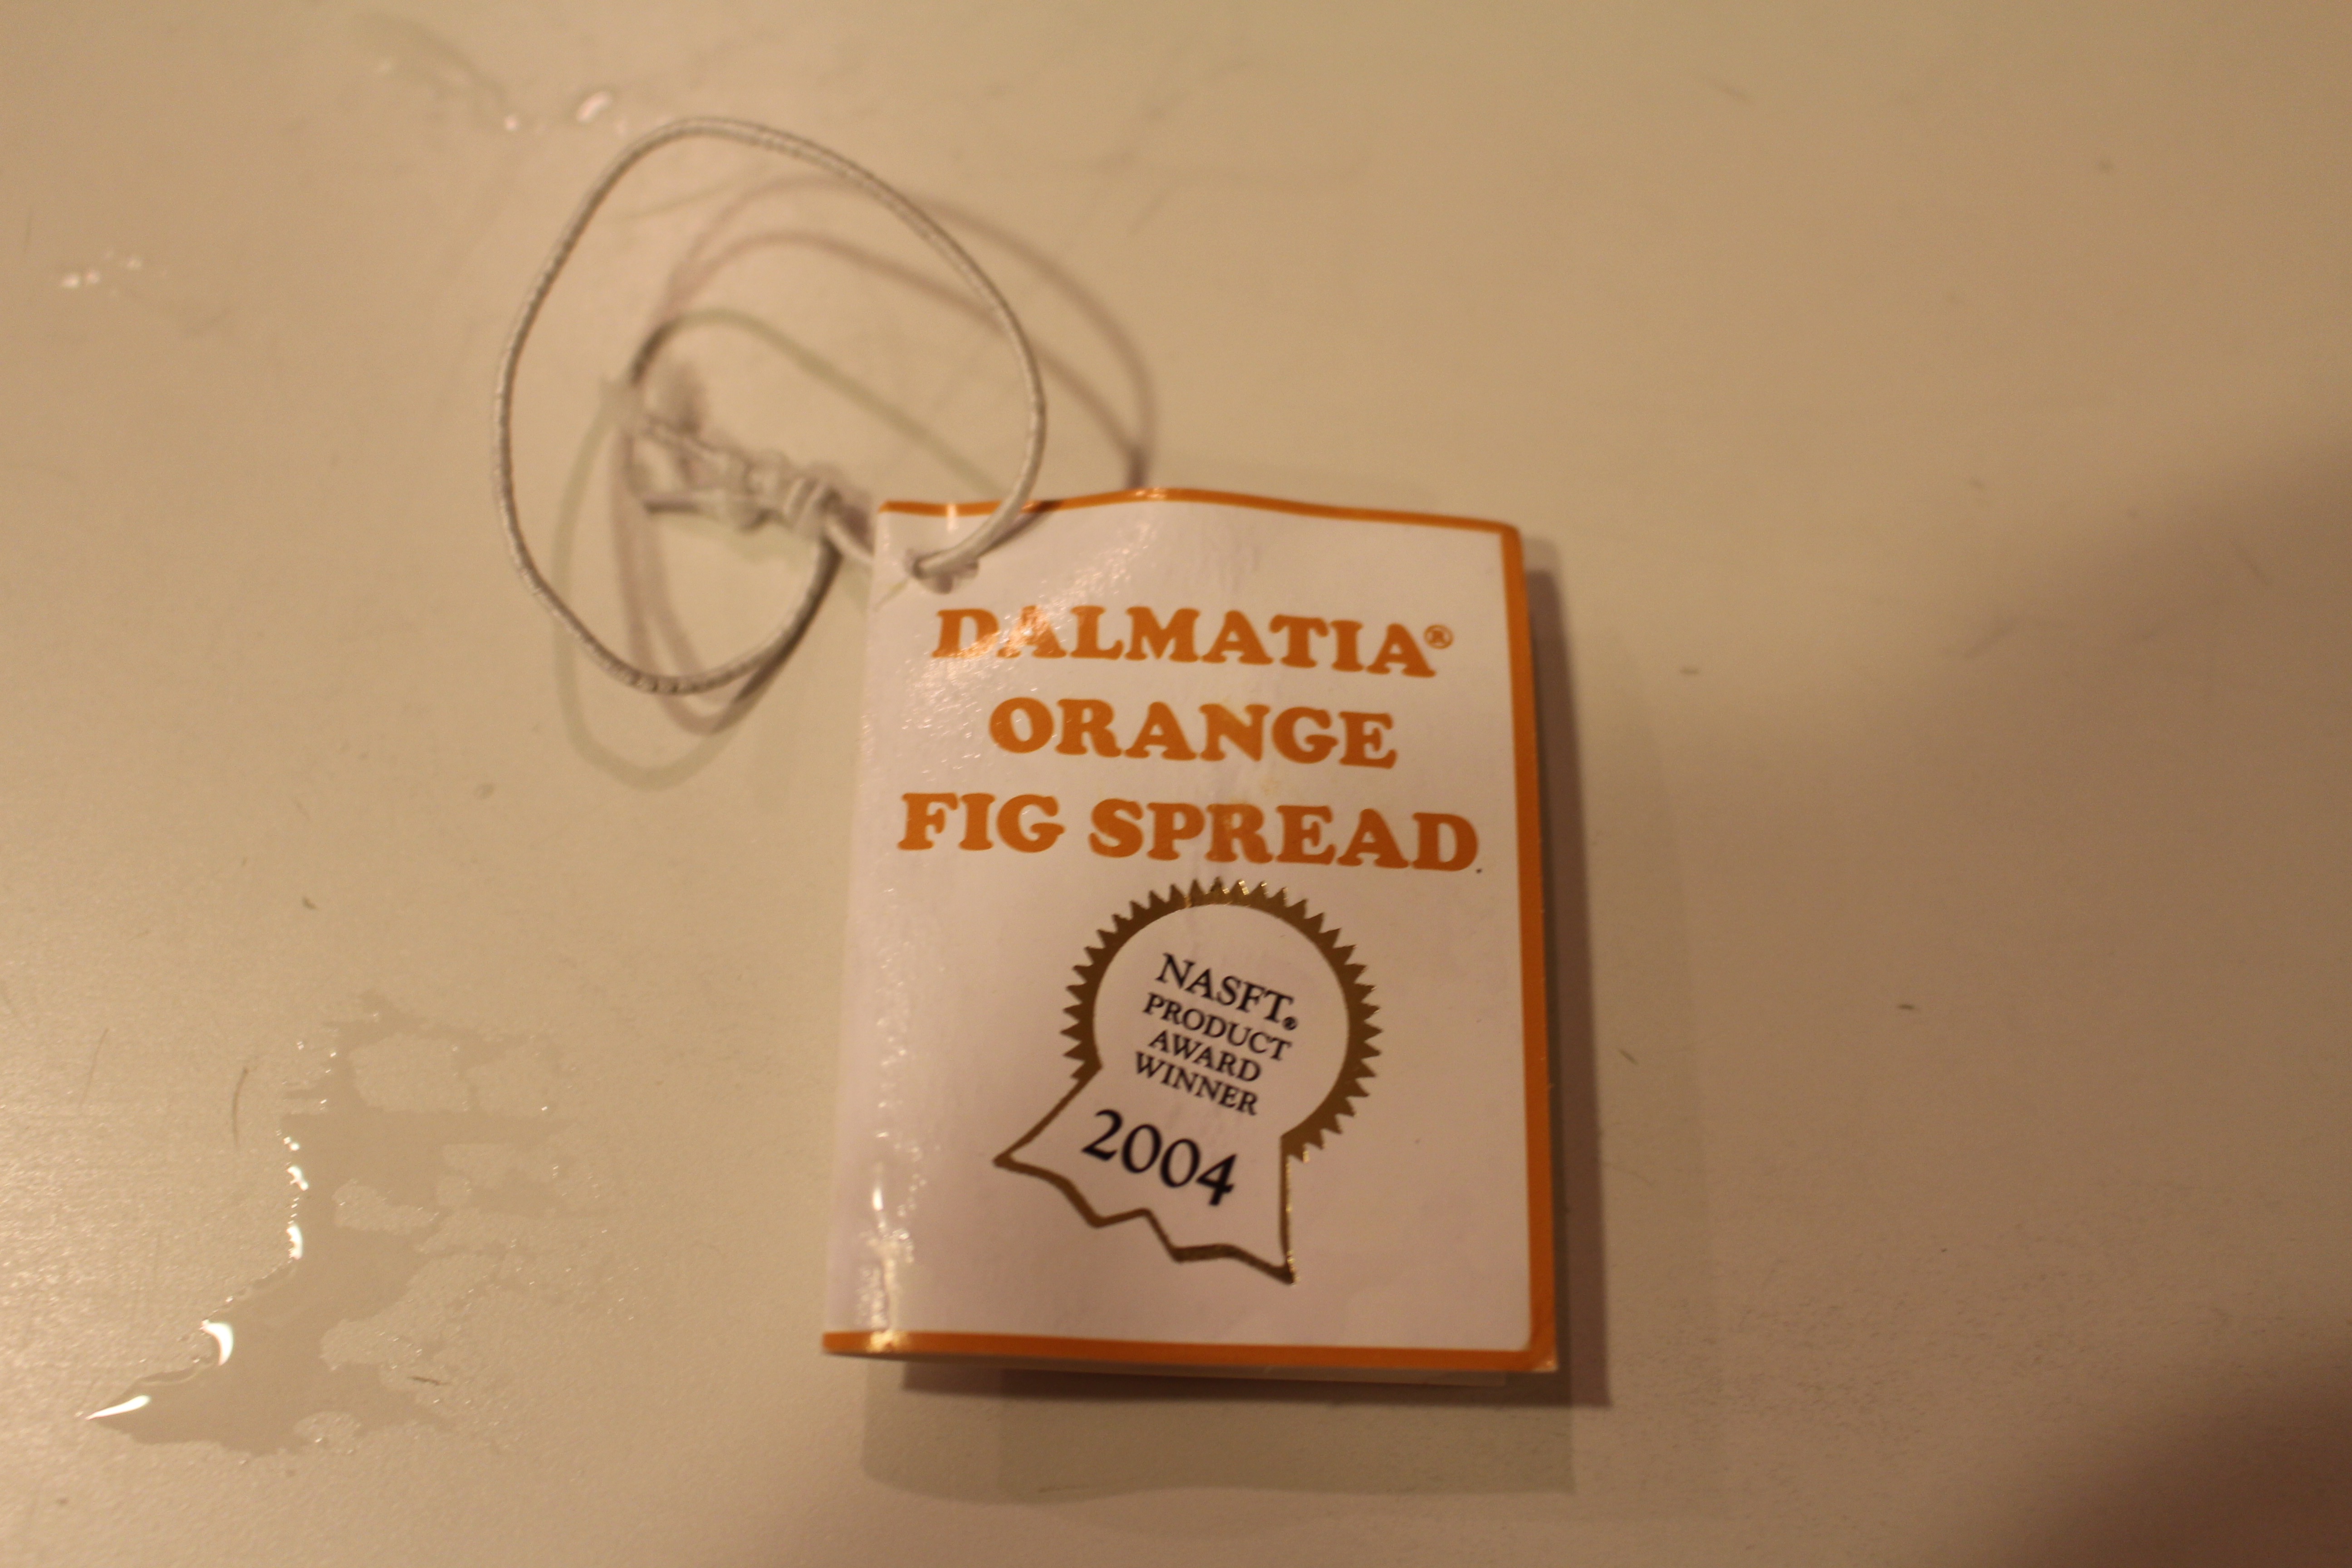 DALMATIA®
ORANGE
FIG SPREAD
NASFT®
PRODUCT
AWARD
WINNER
2004